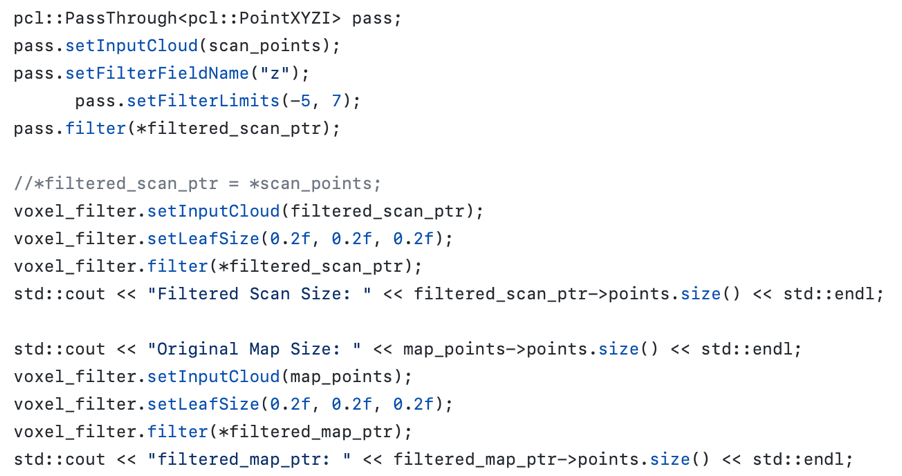 pcl::PassThrough<pcl::PointXYZI> pass;
pass.setInputCloud(scan_points);
pass.setFilterFieldName("z");
      pass.setFilterLimits(-5, 7);
pass.filter(*filtered_scan_ptr);

//*filtered_scan_ptr = *scan_points;
voxel_filter.setInputCloud(filtered_scan_ptr);
voxel_filter.setLeafSize(0.2f, 0.2f, 0.2f);
voxel_filter.filter(*filtered_scan_ptr);
std::cout << "Filtered Scan Size: " << filtered_scan_ptr->points.size() << std::endl;

std::cout << "Original Map Size: " << map_points->points.size() << std::endl;
voxel_filter.setInputCloud(map_points);
voxel_filter.setLeafSize(0.2f, 0.2f, 0.2f);
voxel_filter.filter(*filtered_map_ptr);
std::cout << "filtered_map_ptr: " << filtered_map_ptr->points.size() << std::endl;